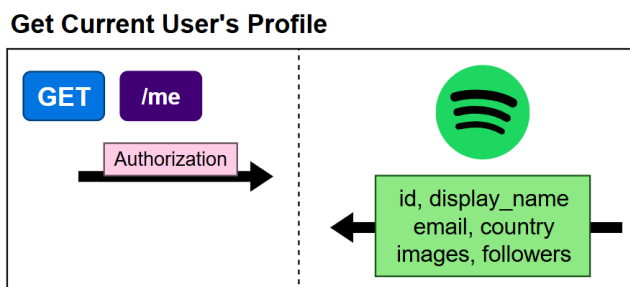 Get Current User's Profile
GET
/me
Authorization
id, display_name
email, country
images, followers